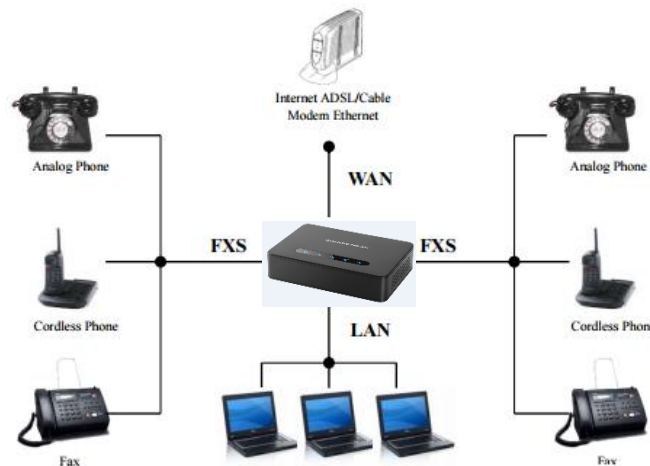 Internet ADSL/Cable
Modem Ethernet
Analog Phone
Analog Phone
WAN
FXS
FXS
Cordless Phone
Cordless Phon
LAN
Fax
Fax